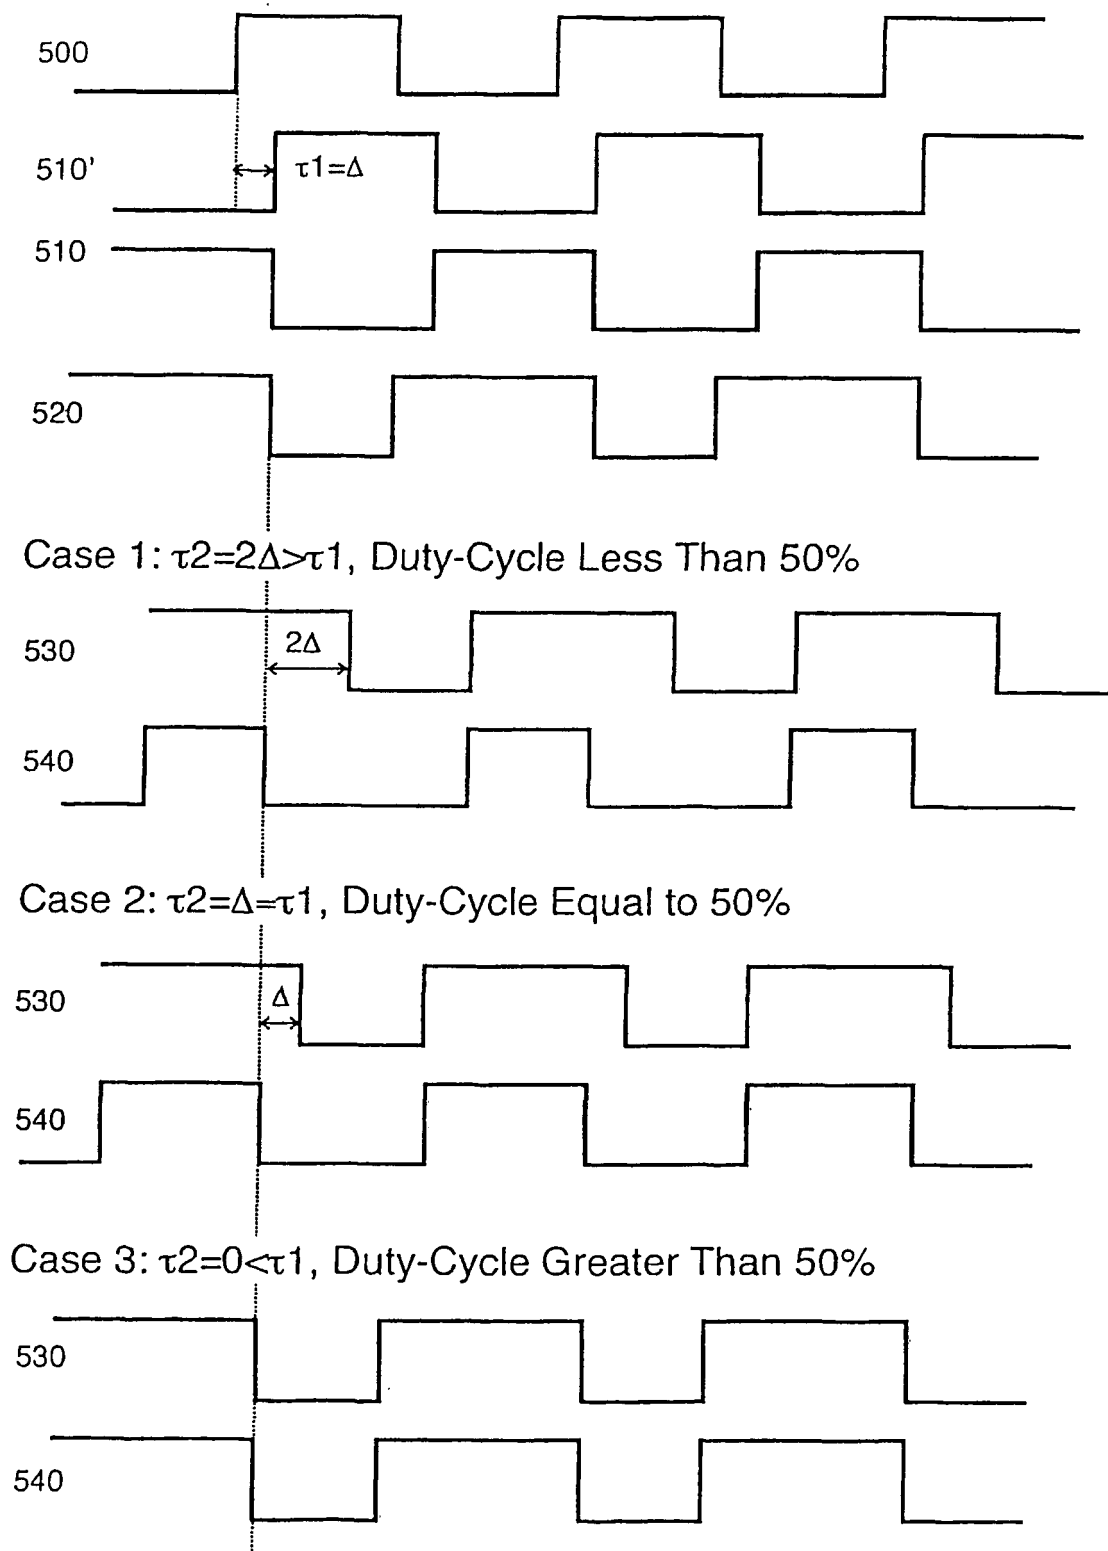 500
510'
τ1=Δ
510
520
Case 1: τ2=2Δ>τ1, Duty-Cycle Less Than 50%
530
2Δ
540
Case 2: τ2=Δ=τ1, Duty-Cycle Equal to 50%
530
Δ
540
Case 3: τ2=0<τ1, Duty-Cycle Greater Than 50%
530
540